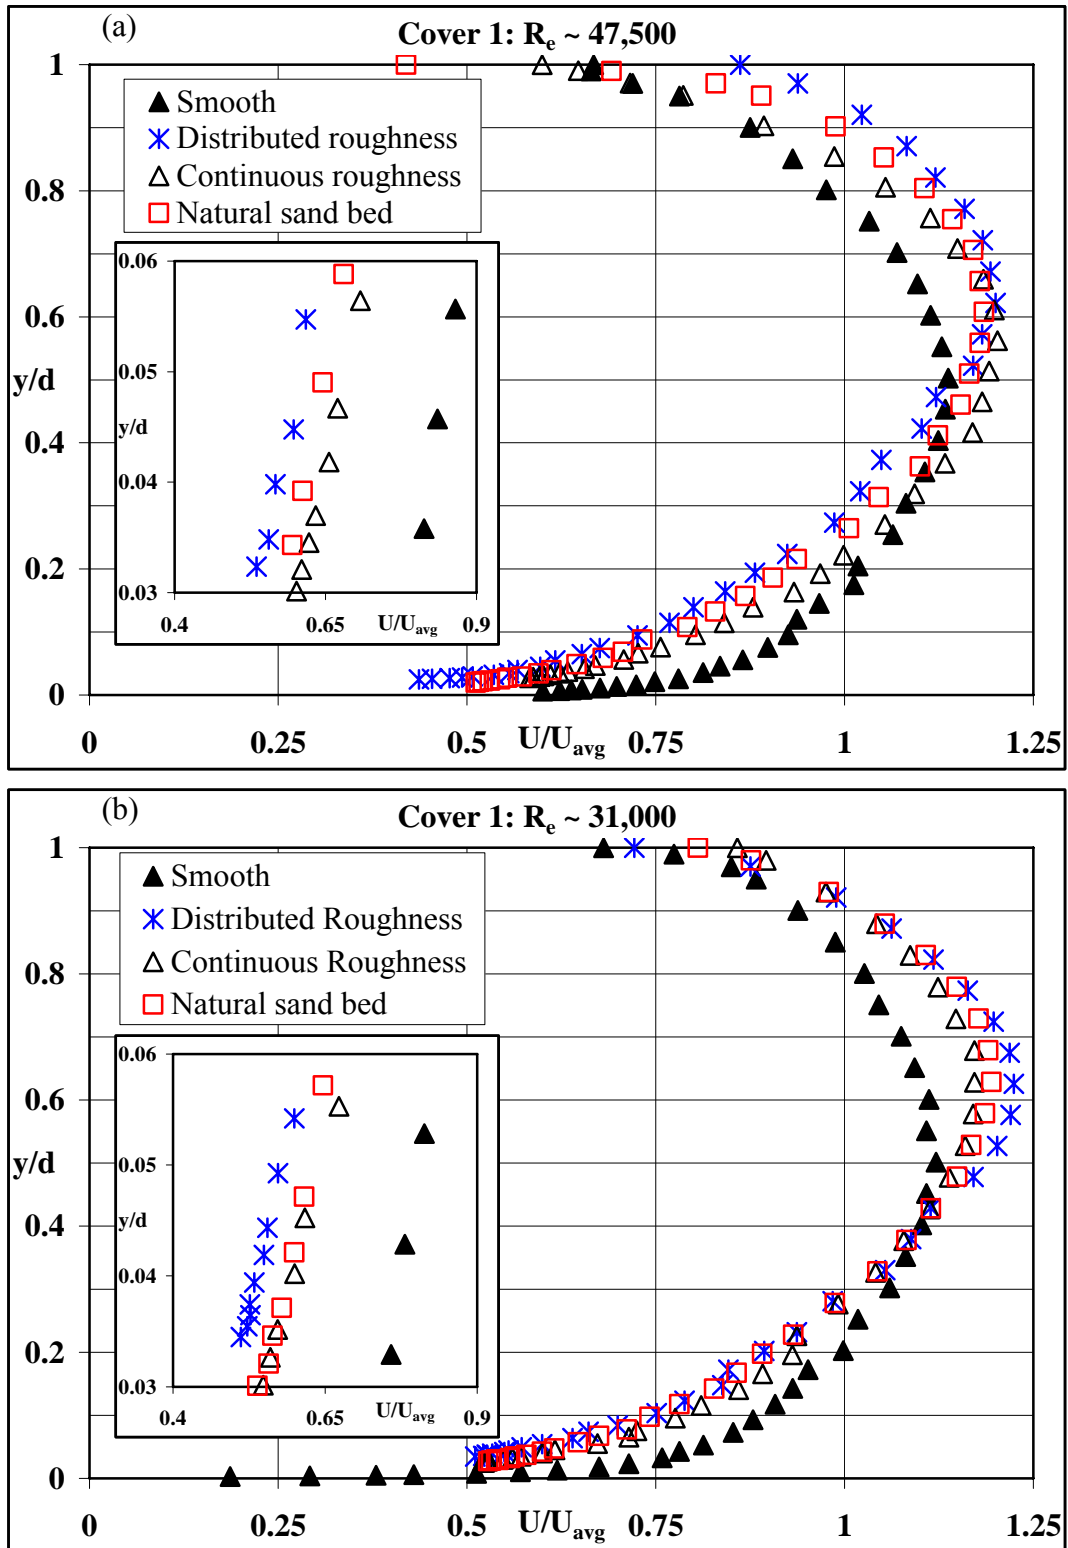 (a)
Cover 1: Re ~ 47,500
1
Smooth
Distributed roughness
Continuous roughness
Natural sand bed
0.8
0.06
0.6
0.05
y/d
y/d
0.4
0.04
0.03
0.4 0.65 U/Uavg 0.9
0.2
0
0 0.25 0.5 U/Uavg 0.75 1 1.25
(b)
Cover 1: Re ~ 31,000
1
Smooth
Distributed Roughness
Continuous Roughness
Natural sand bed
0.8
0.06
0.6
0.05
y/d
y/d
0.4
0.04
0.03
0.4 0.65 U/Uavg 0.9
0.2
0
0 0.25 0.5 U/Uavg 0.75 1 1.25